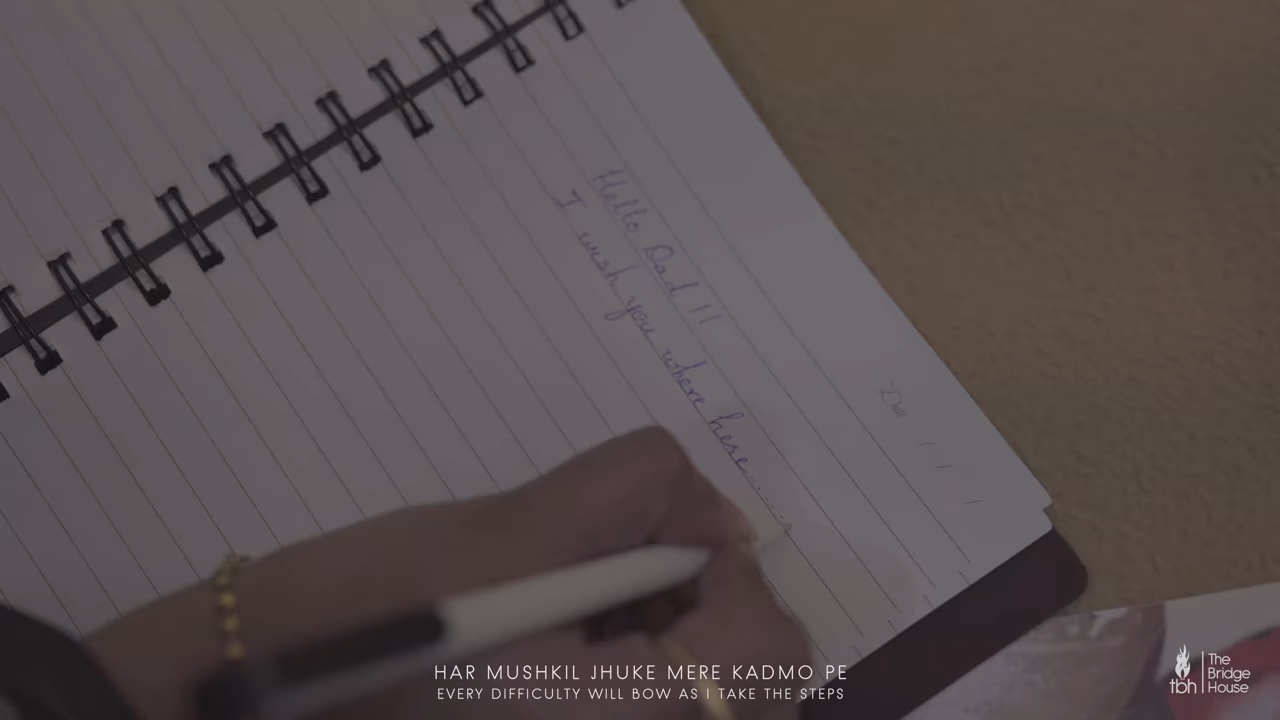 Hello Dad !!
I wish you where here......
HAR MUSHKIL JHUKE MERE KADMO PE
EVERY DIFFICULTY WILL BOW AS I TAKE THE STEPS
tbh
The
Bridge
House